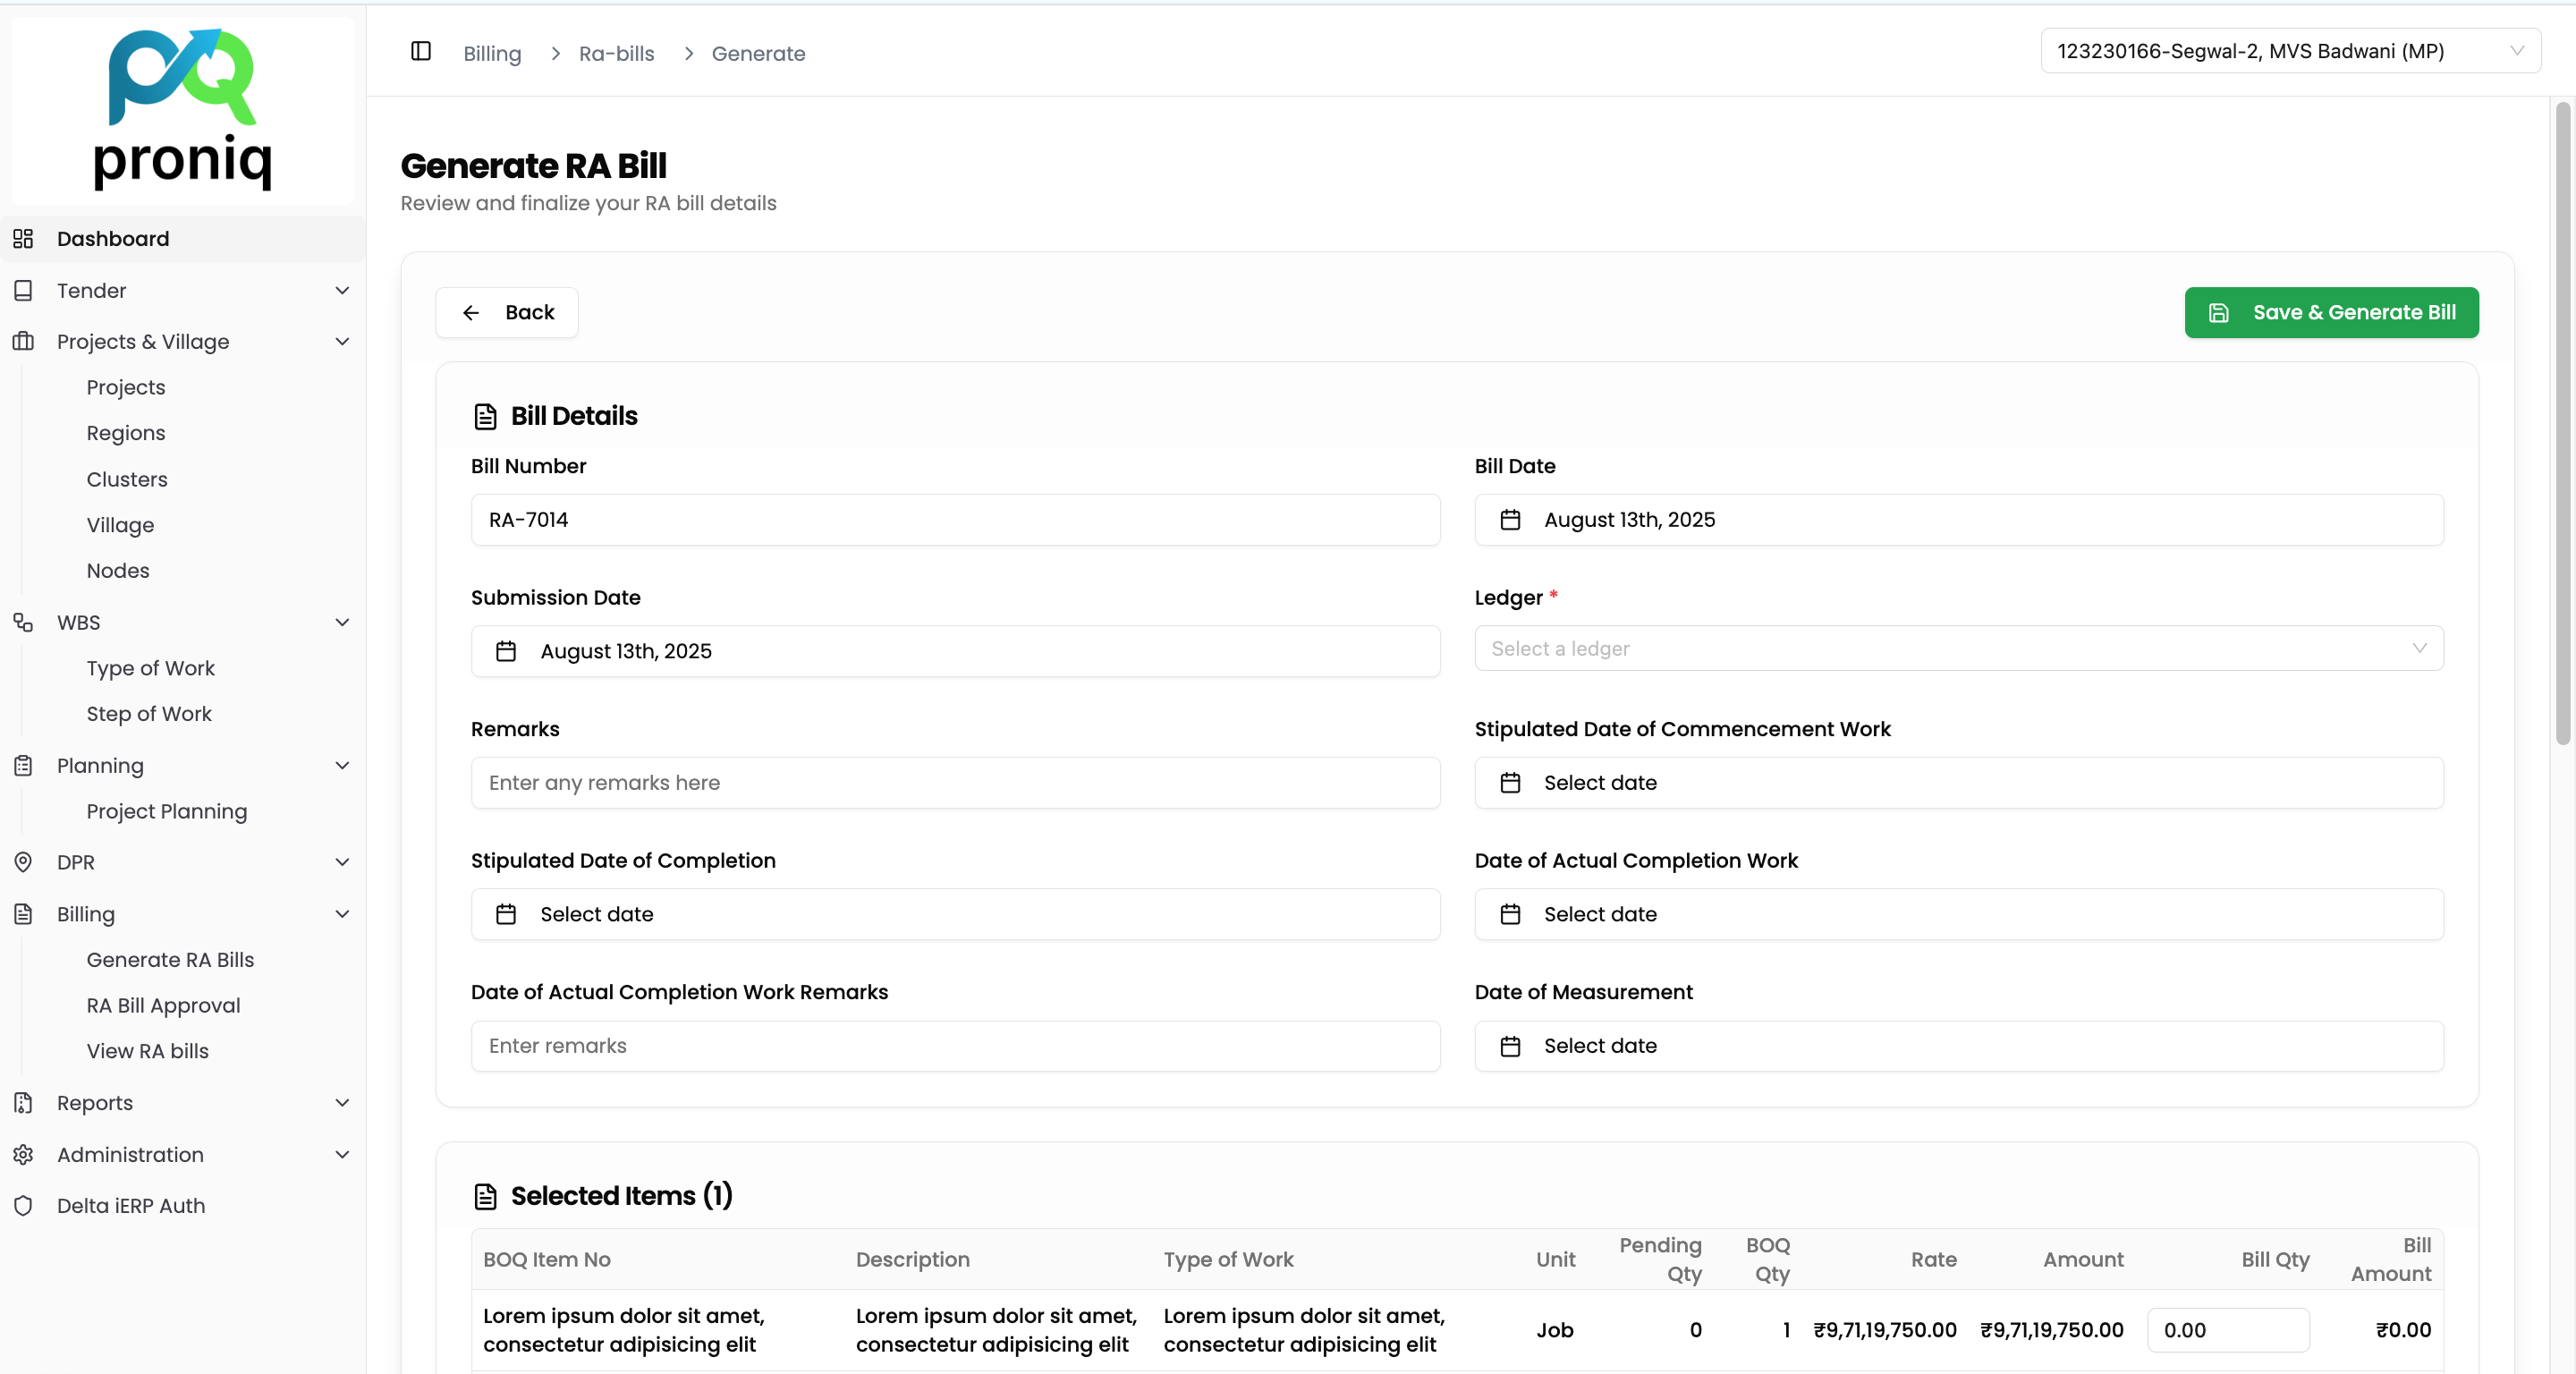 proniq
Dashboard
Tender
Projects & Village
Projects
Regions
Clusters
Village
Nodes
WBS
Type of Work
Step of Work
Planning
Project Planning
DPR
Billing
Generate RA Bills
RA Bill Approval
View RA bills
Reports
Administration
Delta iERP Auth
Billing > Ra-bills > Generate
123230166-Segwal-2, MVS Badwani (MP)
Generate RA Bill
Review and finalize your RA bill details
Back
Save & Generate Bill
Bill Details
Bill Number
RA-7014
Bill Date
August 13th, 2025
Submission Date
August 13th, 2025
Ledger *
Select a ledger
Remarks
Enter any remarks here
Stipulated Date of Commencement Work
Select date
Stipulated Date of Completion
Select date
Date of Actual Completion Work
Select date
Date of Actual Completion Work Remarks
Enter remarks
Date of Measurement
Select date
Selected Items (1)
BOQ Item No
Description
Type of Work
Unit
Pending
Qty
BOQ
Qty
Rate
Amount
Bill Qty
Bill
Amount
Lorem ipsum dolor sit amet,
consectetur adipisicing elit
Lorem ipsum dolor sit amet,
consectetur adipisicing elit
Lorem ipsum dolor sit amet,
consectetur adipisicing elit
Job
0
1
₹9,71,19,750.00
₹9,71,19,750.00
0.00
₹0.00